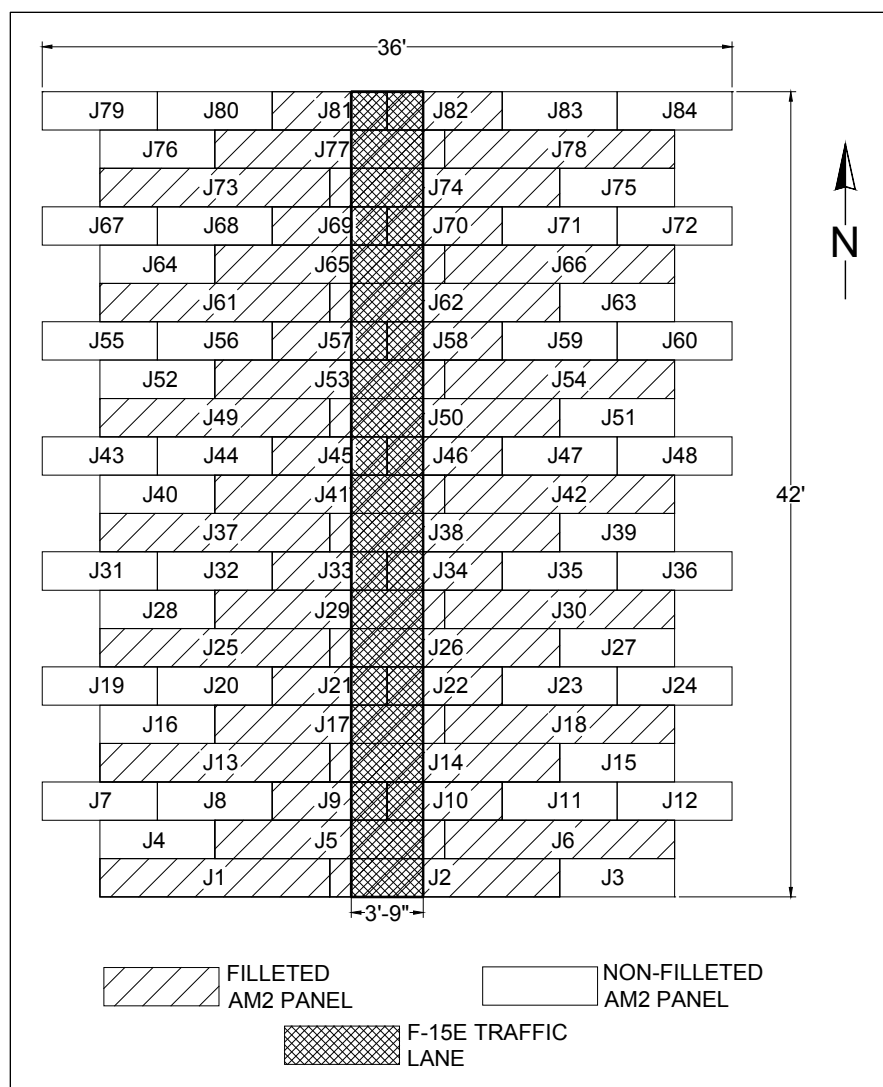 36'
J79 J80 J81 J82 J83 J84
J76 J77 J78
J73 J74 J75
J67 J68 J69 J70 J71 J72
N
J64 J65 J66
J61 J62 J63
J55 J56 J57 J58 J59 J60
J52 J53 J54
J49 J50 J51
J43 J44 J45 J46 J47 J48
J40 J41 J42
42'
J37 J38 J39
J31 J32 J33 J34 J35 J36
J28 J29 J30
J25 J26 J27
J19 J20 J21 J22 J23 J24
J16 J17 J18
J13 J14 J15
J7 J8 J9 J10 J11 J12
J4 J5 J6
J1 J2 J3
3'-9"
FILLETED
AM2 PANEL
NON-FILLETED
AM2 PANEL
F-15E TRAFFIC
LANE